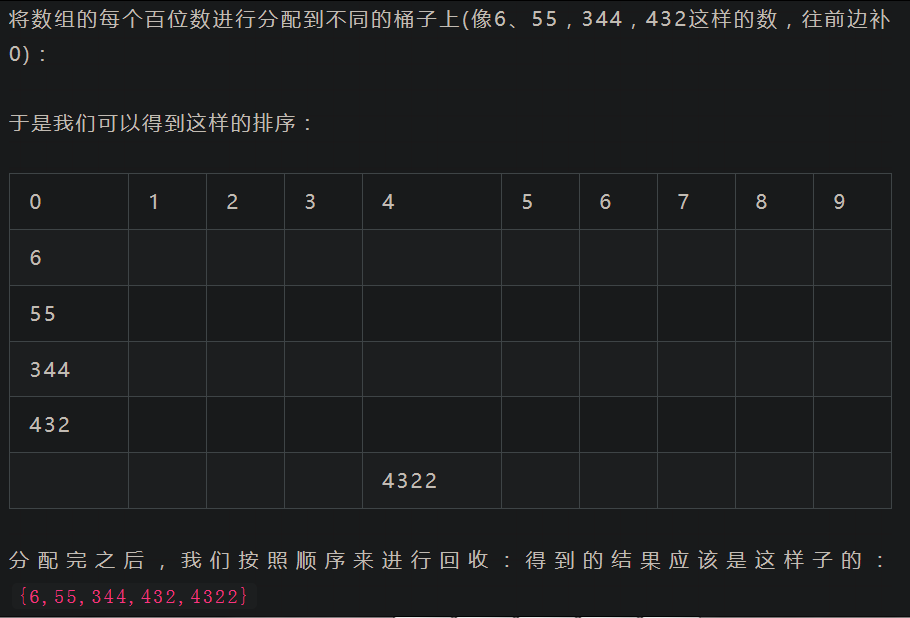 将数组的每个百位数进行分配到不同的桶子上(像6、55，344，432这样的数，往前边补
0)：
于是我们可以得到这样的排序：
0 1 2 3 4 5 6 7 8 9
6
55
344
432
4322
分配完之后，我们按照顺序来进行回收：得到的结果应该是这样子的：
{6,55,344,432,4322}